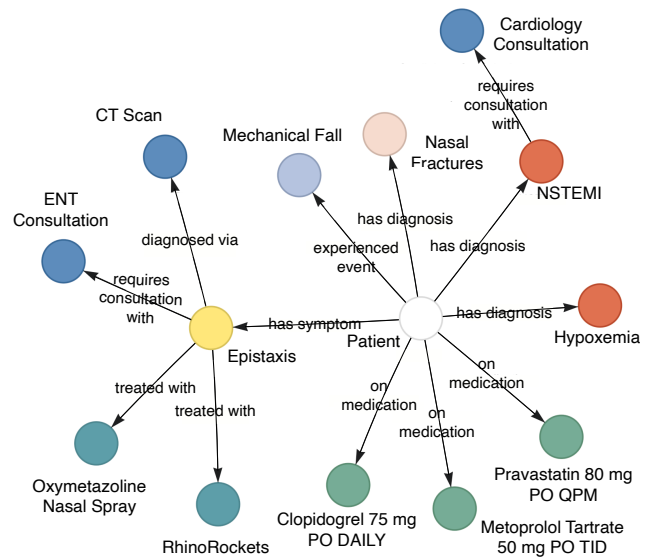 Cardiology
Consultation
requires
consultation
with
CT Scan
Mechanical Fall
Nasal
Fractures
NSTEMI
ENT
Consultation
diagnosed via
has diagnosis
has diagnosis
experienced
event
requires
consultation
with
has symptom
has diagnosis
Epistaxis
Patient
Hypoxemia
treated with
treated with
on
medication
on
medication
on
medication
Oxymetazoline
Nasal Spray
RhinoRockets
Clopidogrel 75 mg
PO DAILY
Metoprolol Tartrate
50 mg PO TID
Pravastatin 80 mg
PO QPM